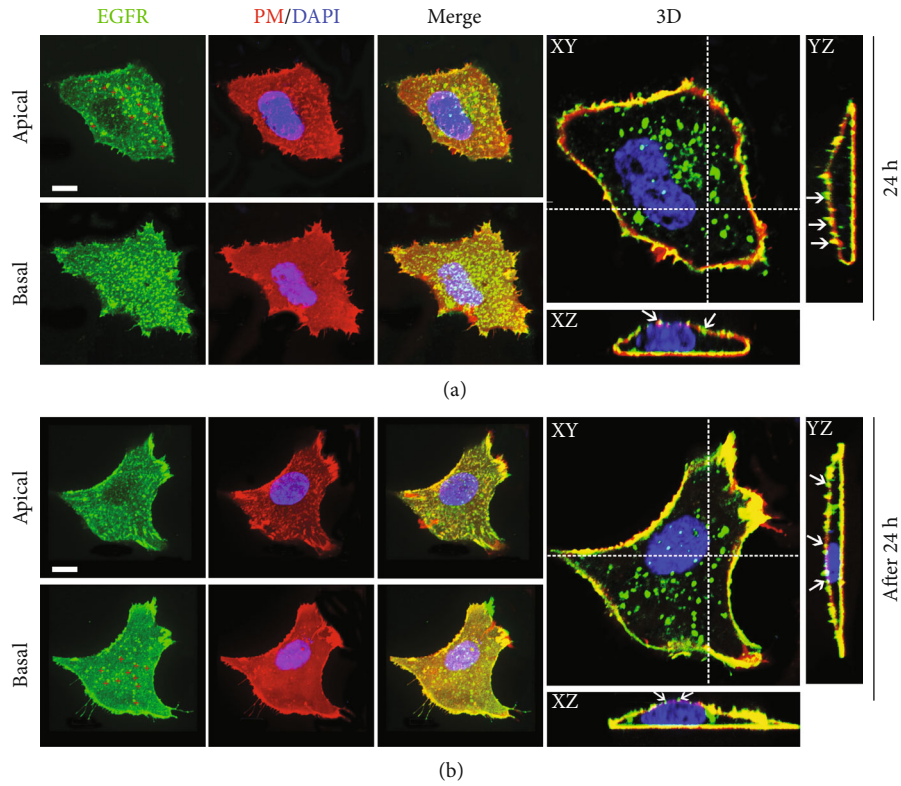 EGFR PM/DAPI Merge 3D
Apical
XY
YZ
24 h
Basal
XZ
(a)
Apical
XY
YZ
After 24 h
Basal
XZ
(b)